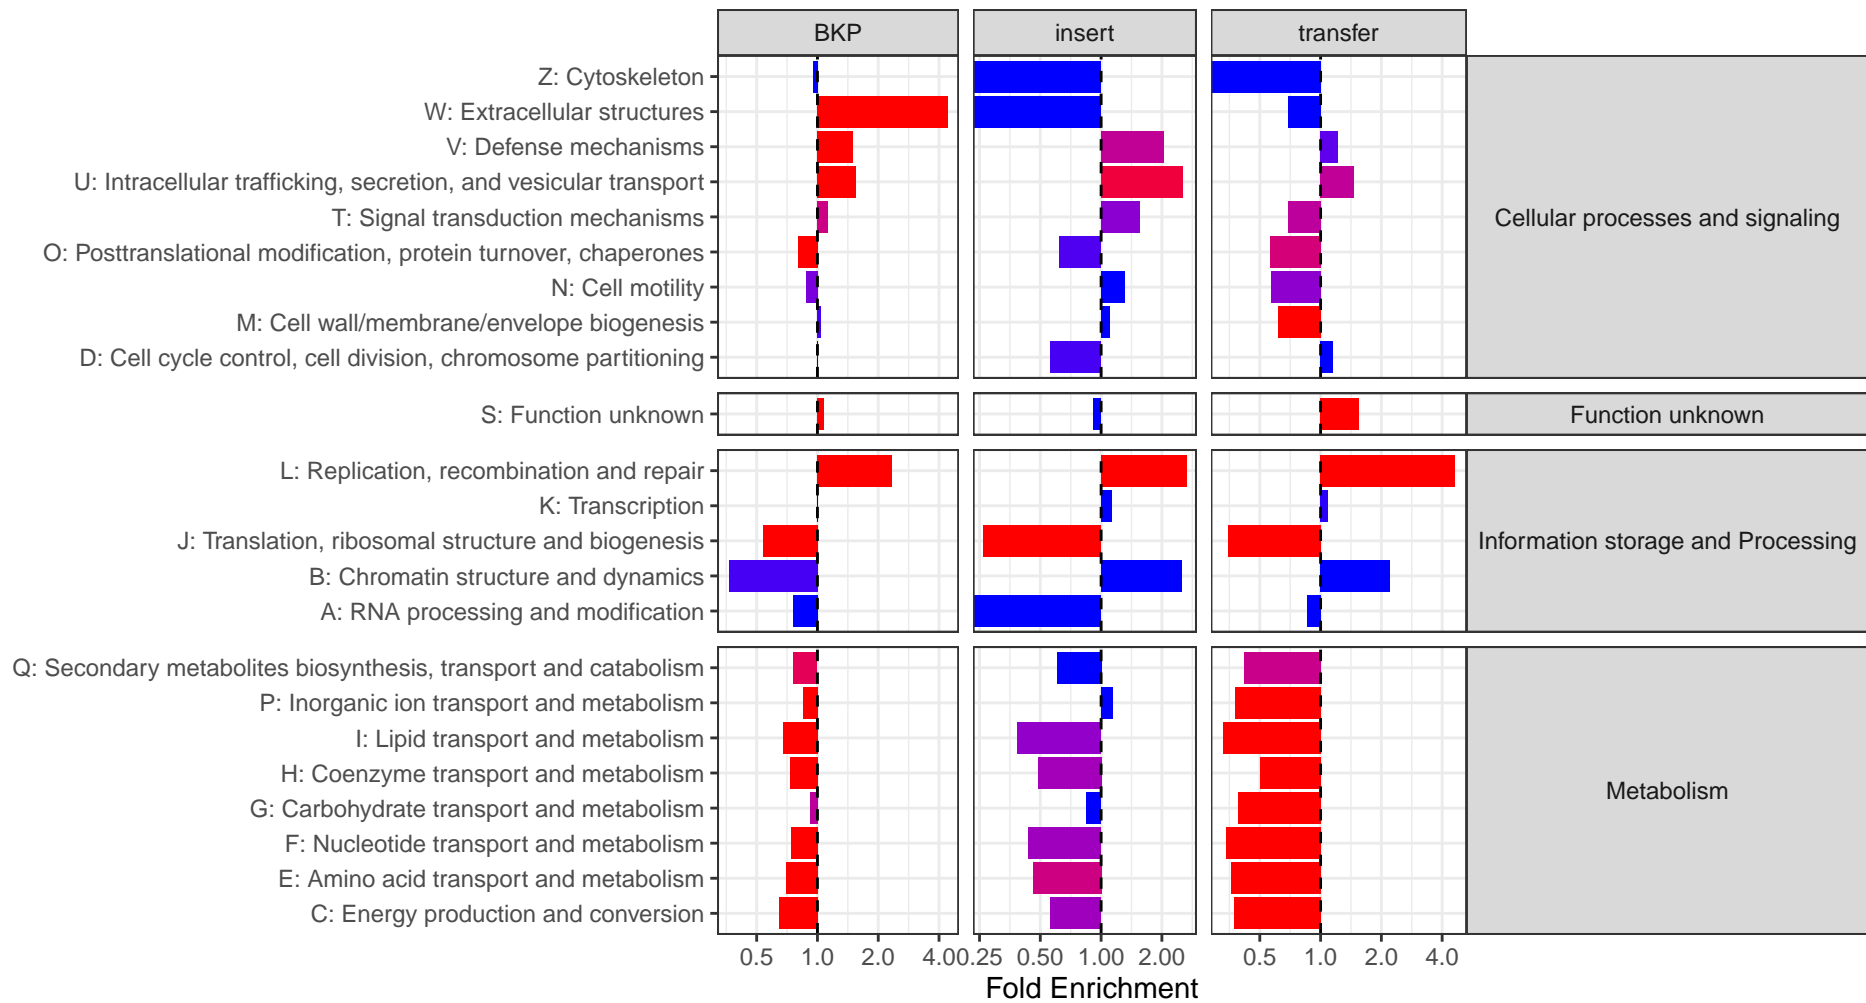 BKP
insert
transfer
Z: Cytoskeleton
W: Extracellular structures
V: Defense mechanisms
U: Intracellular trafficking, secretion, and vesicular transport
T: Signal transduction mechanisms
O: Posttranslational modification, protein turnover, chaperones
N: Cell motility
M: Cell wall/membrane/envelope biogenesis
D: Cell cycle control, cell division, chromosome partitioning
Cellular processes and signaling
S: Function unknown
Function unknown
L: Replication, recombination and repair
K: Transcription
J: Translation, ribosomal structure and biogenesis
B: Chromatin structure and dynamics
A: RNA processing and modification
Information storage and Processing
Q: Secondary metabolites biosynthesis, transport and catabolism
P: Inorganic ion transport and metabolism
I: Lipid transport and metabolism
H: Coenzyme transport and metabolism
G: Carbohydrate transport and metabolism
F: Nucleotide transport and metabolism
E: Amino acid transport and metabolism
C: Energy production and conversion
Metabolism
0.5 1.0 2.0 4.0
0.25 0.50 1.00 2.00
0.5 1.0 2.0 4.0
Fold Enrichment